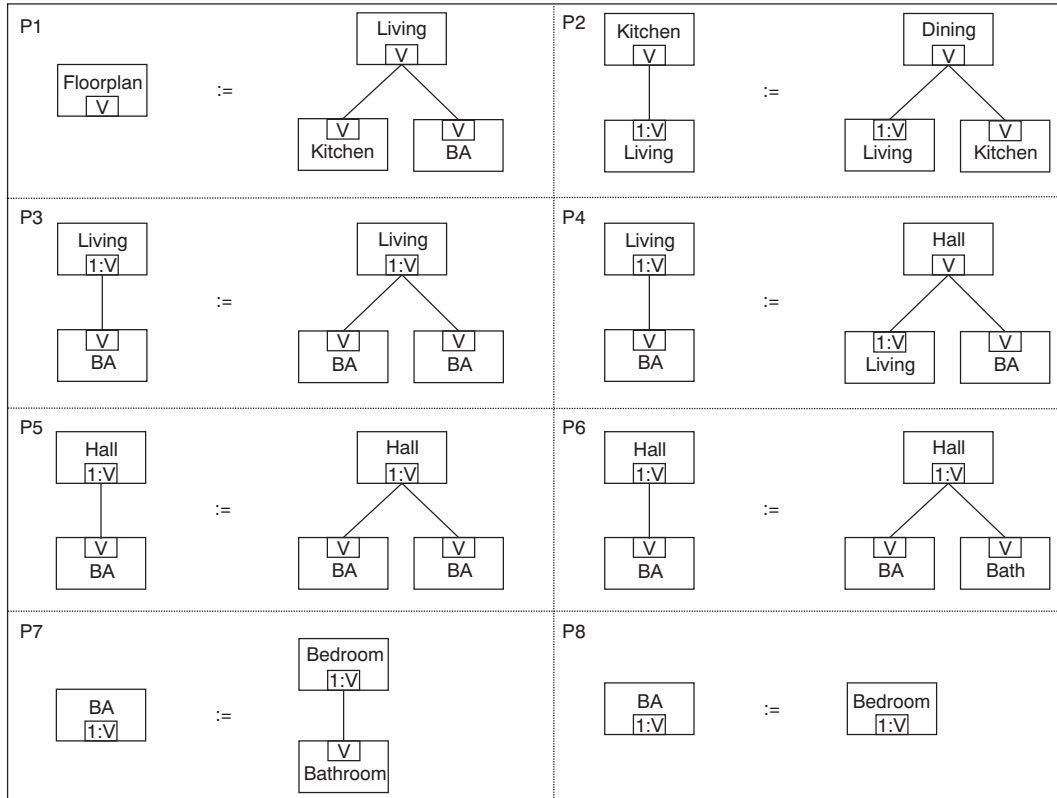 P1
Floorplan
V
:=
Living
V
V
Kitchen
V
BA
P2
Kitchen
V
1:V
Living
:=
Dining
V
1:V
Living
V
Kitchen
P3
Living
1:V
V
BA
:=
Living
1:V
V
BA
V
BA
P4
Living
1:V
V
BA
:=
Hall
V
1:V
Living
V
BA
P5
Hall
1:V
V
BA
:=
Hall
1:V
V
BA
V
BA
P6
Hall
1:V
V
BA
:=
Hall
1:V
V
BA
V
Bath
P7
BA
1:V
:=
Bedroom
1:V
V
Bathroom
P8
BA
1:V
:=
Bedroom
1:V